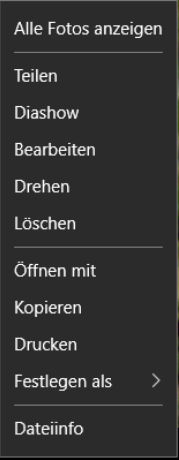 Alle Fotos anzeigen
Teilen
Diashow
Bearbeiten
Drehen
Löschen
Öffnen mit
Kopieren
Drucken
Festlegen als
Dateiinfo